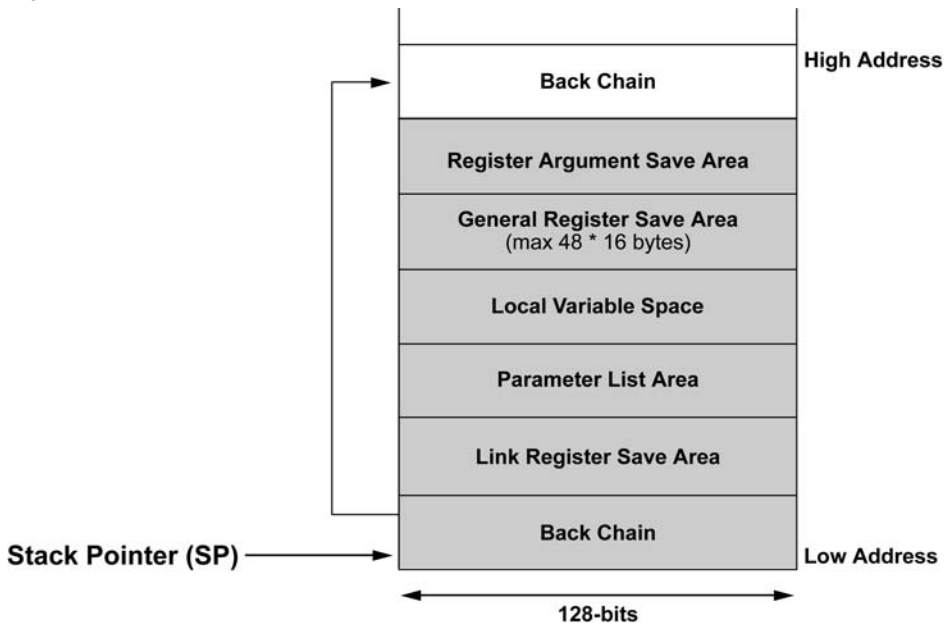 High Address
Back Chain
Register Argument Save Area
General Register Save Area
(max 48 * 16 bytes)
Local Variable Space
Parameter List Area
Link Register Save Area
Back Chain
Stack Pointer (SP)
Low Address
128-bits